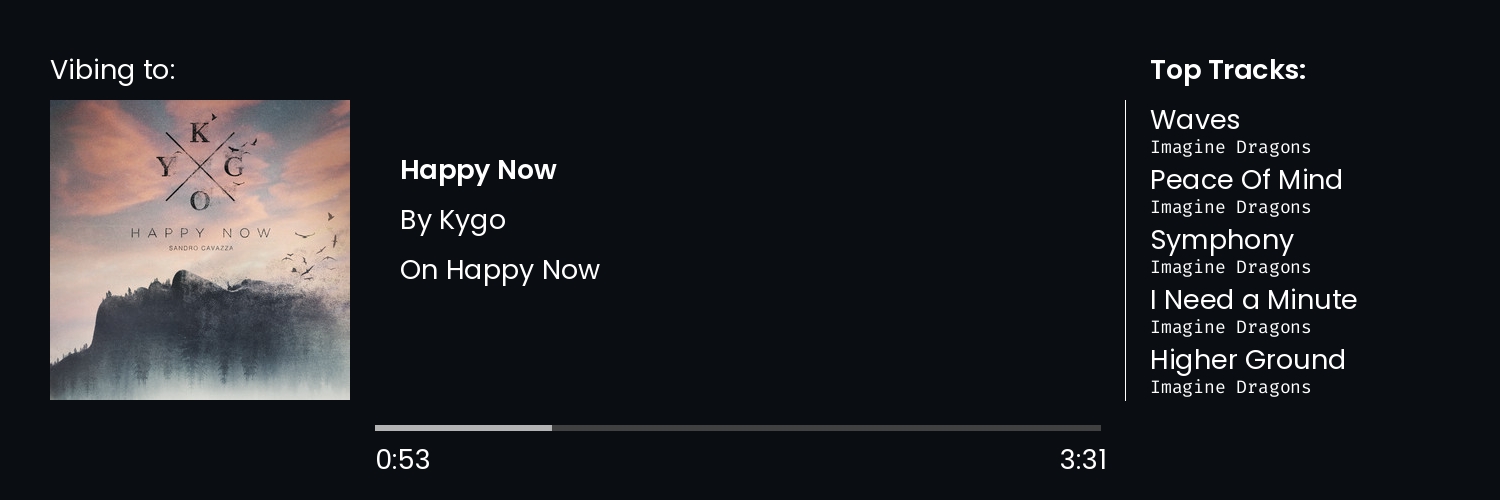 Vibing to:
K
Y G
O
HAPPY NOW
SANDRO CAVAZZA
Happy Now
By Kygo
On Happy Now
0:53
3:31
Top Tracks:
Waves
Imagine Dragons
Peace Of Mind
Imagine Dragons
Symphony
Imagine Dragons
I Need a Minute
Imagine Dragons
Higher Ground
Imagine Dragons